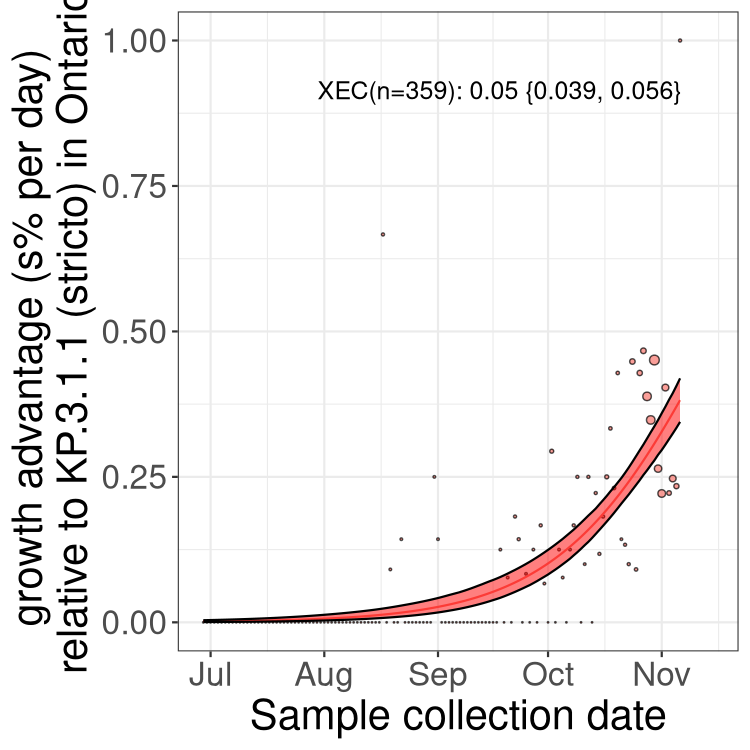 growth advantage (s% per day)
relative to KP.3.1.1 (stricto) in Ontario
1.00
0.75
0.50
0.25
0.00
XEC(n=359): 0.05 {0.039, 0.056}
Jul Aug Sep Oct Nov
Sample collection date